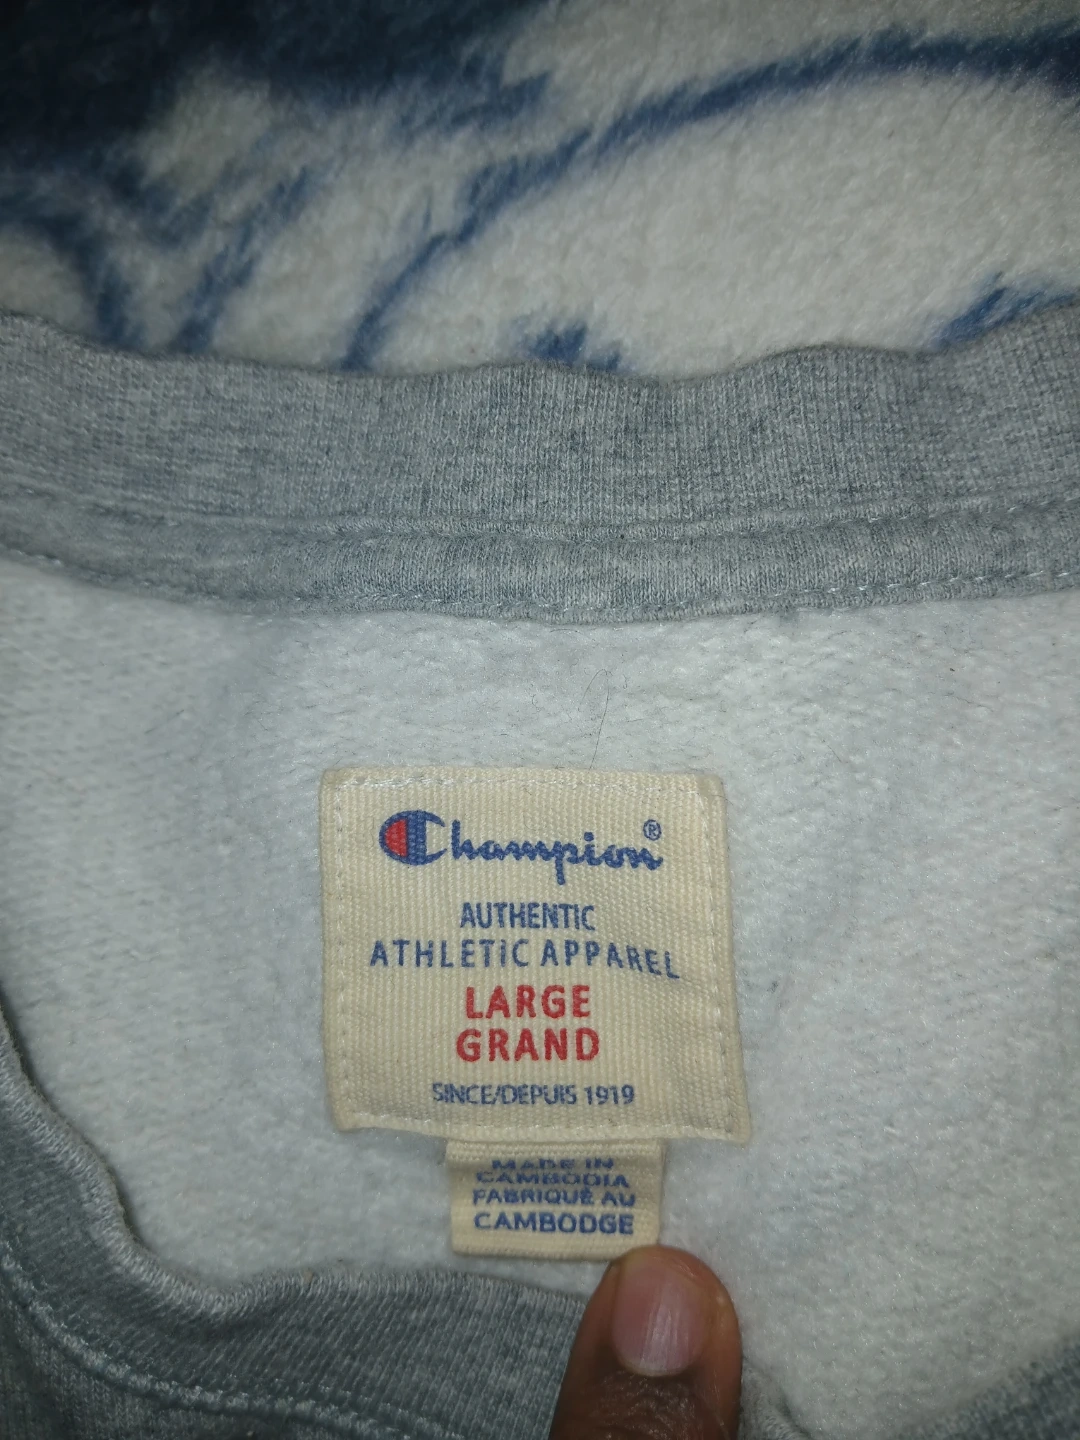 Champion®
AUTHENTIC
ATHLETIC APPAREL
LARGE
GRAND
SINCE/DEPUIS 1919
MADE IN
CAMBODIA
FABRIQUÉ AU
CAMBODGE